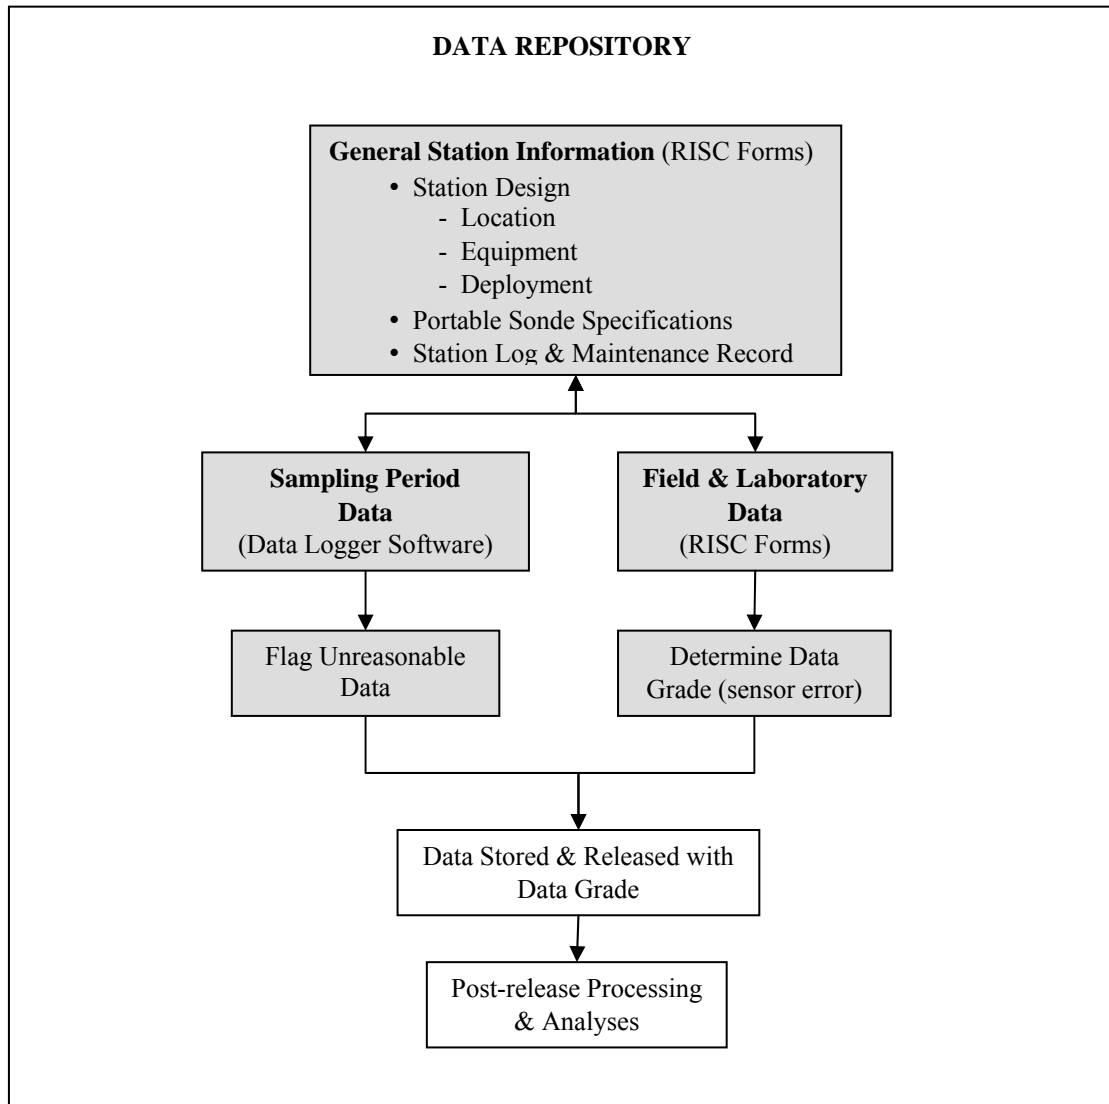 DATA REPOSITORY
General Station Information (RISC Forms)
• Station Design
- Location
- Equipment
- Deployment
• Portable Sonde Specifications
• Station Log & Maintenance Record
Sampling Period
Data
(Data Logger Software)
Field & Laboratory
Data
(RISC Forms)
Flag Unreasonable
Data
Determine Data
Grade (sensor error)
Data Stored & Released with
Data Grade
Post-release Processing
& Analyses